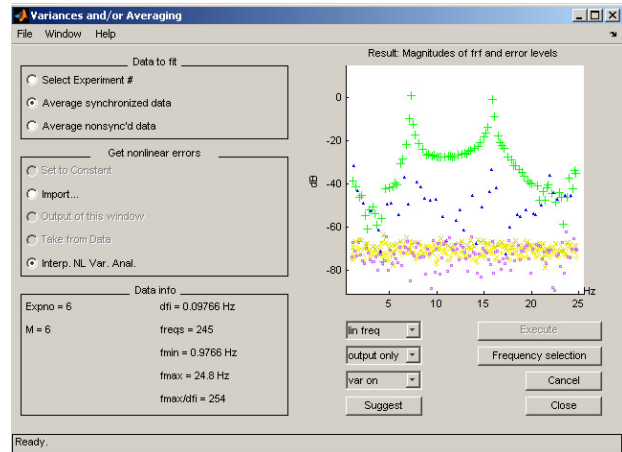 Variances and/or Averaging
File Window Help
Data to fit
Select Experiment #
Average synchronized data
Average nonsync'd data
Get nonlinear errors
Set to Constant
Import...
Output of this window
Take from Data
Interp. NL Var. Anal.
Data info
Expno = 6 dfi = 0.09766 Hz
M = 6 freqs = 245
fmin = 0.9766 Hz
fmax = 24.8 Hz
fmax/dfi = 254
Result: Magnitudes of frf and error levels
dB
0
-20
-40
-60
-80
5 10 15 20 25
Hz
lin freq Execute
output only Frequency selection
var on Cancel
Suggest Close
Ready.